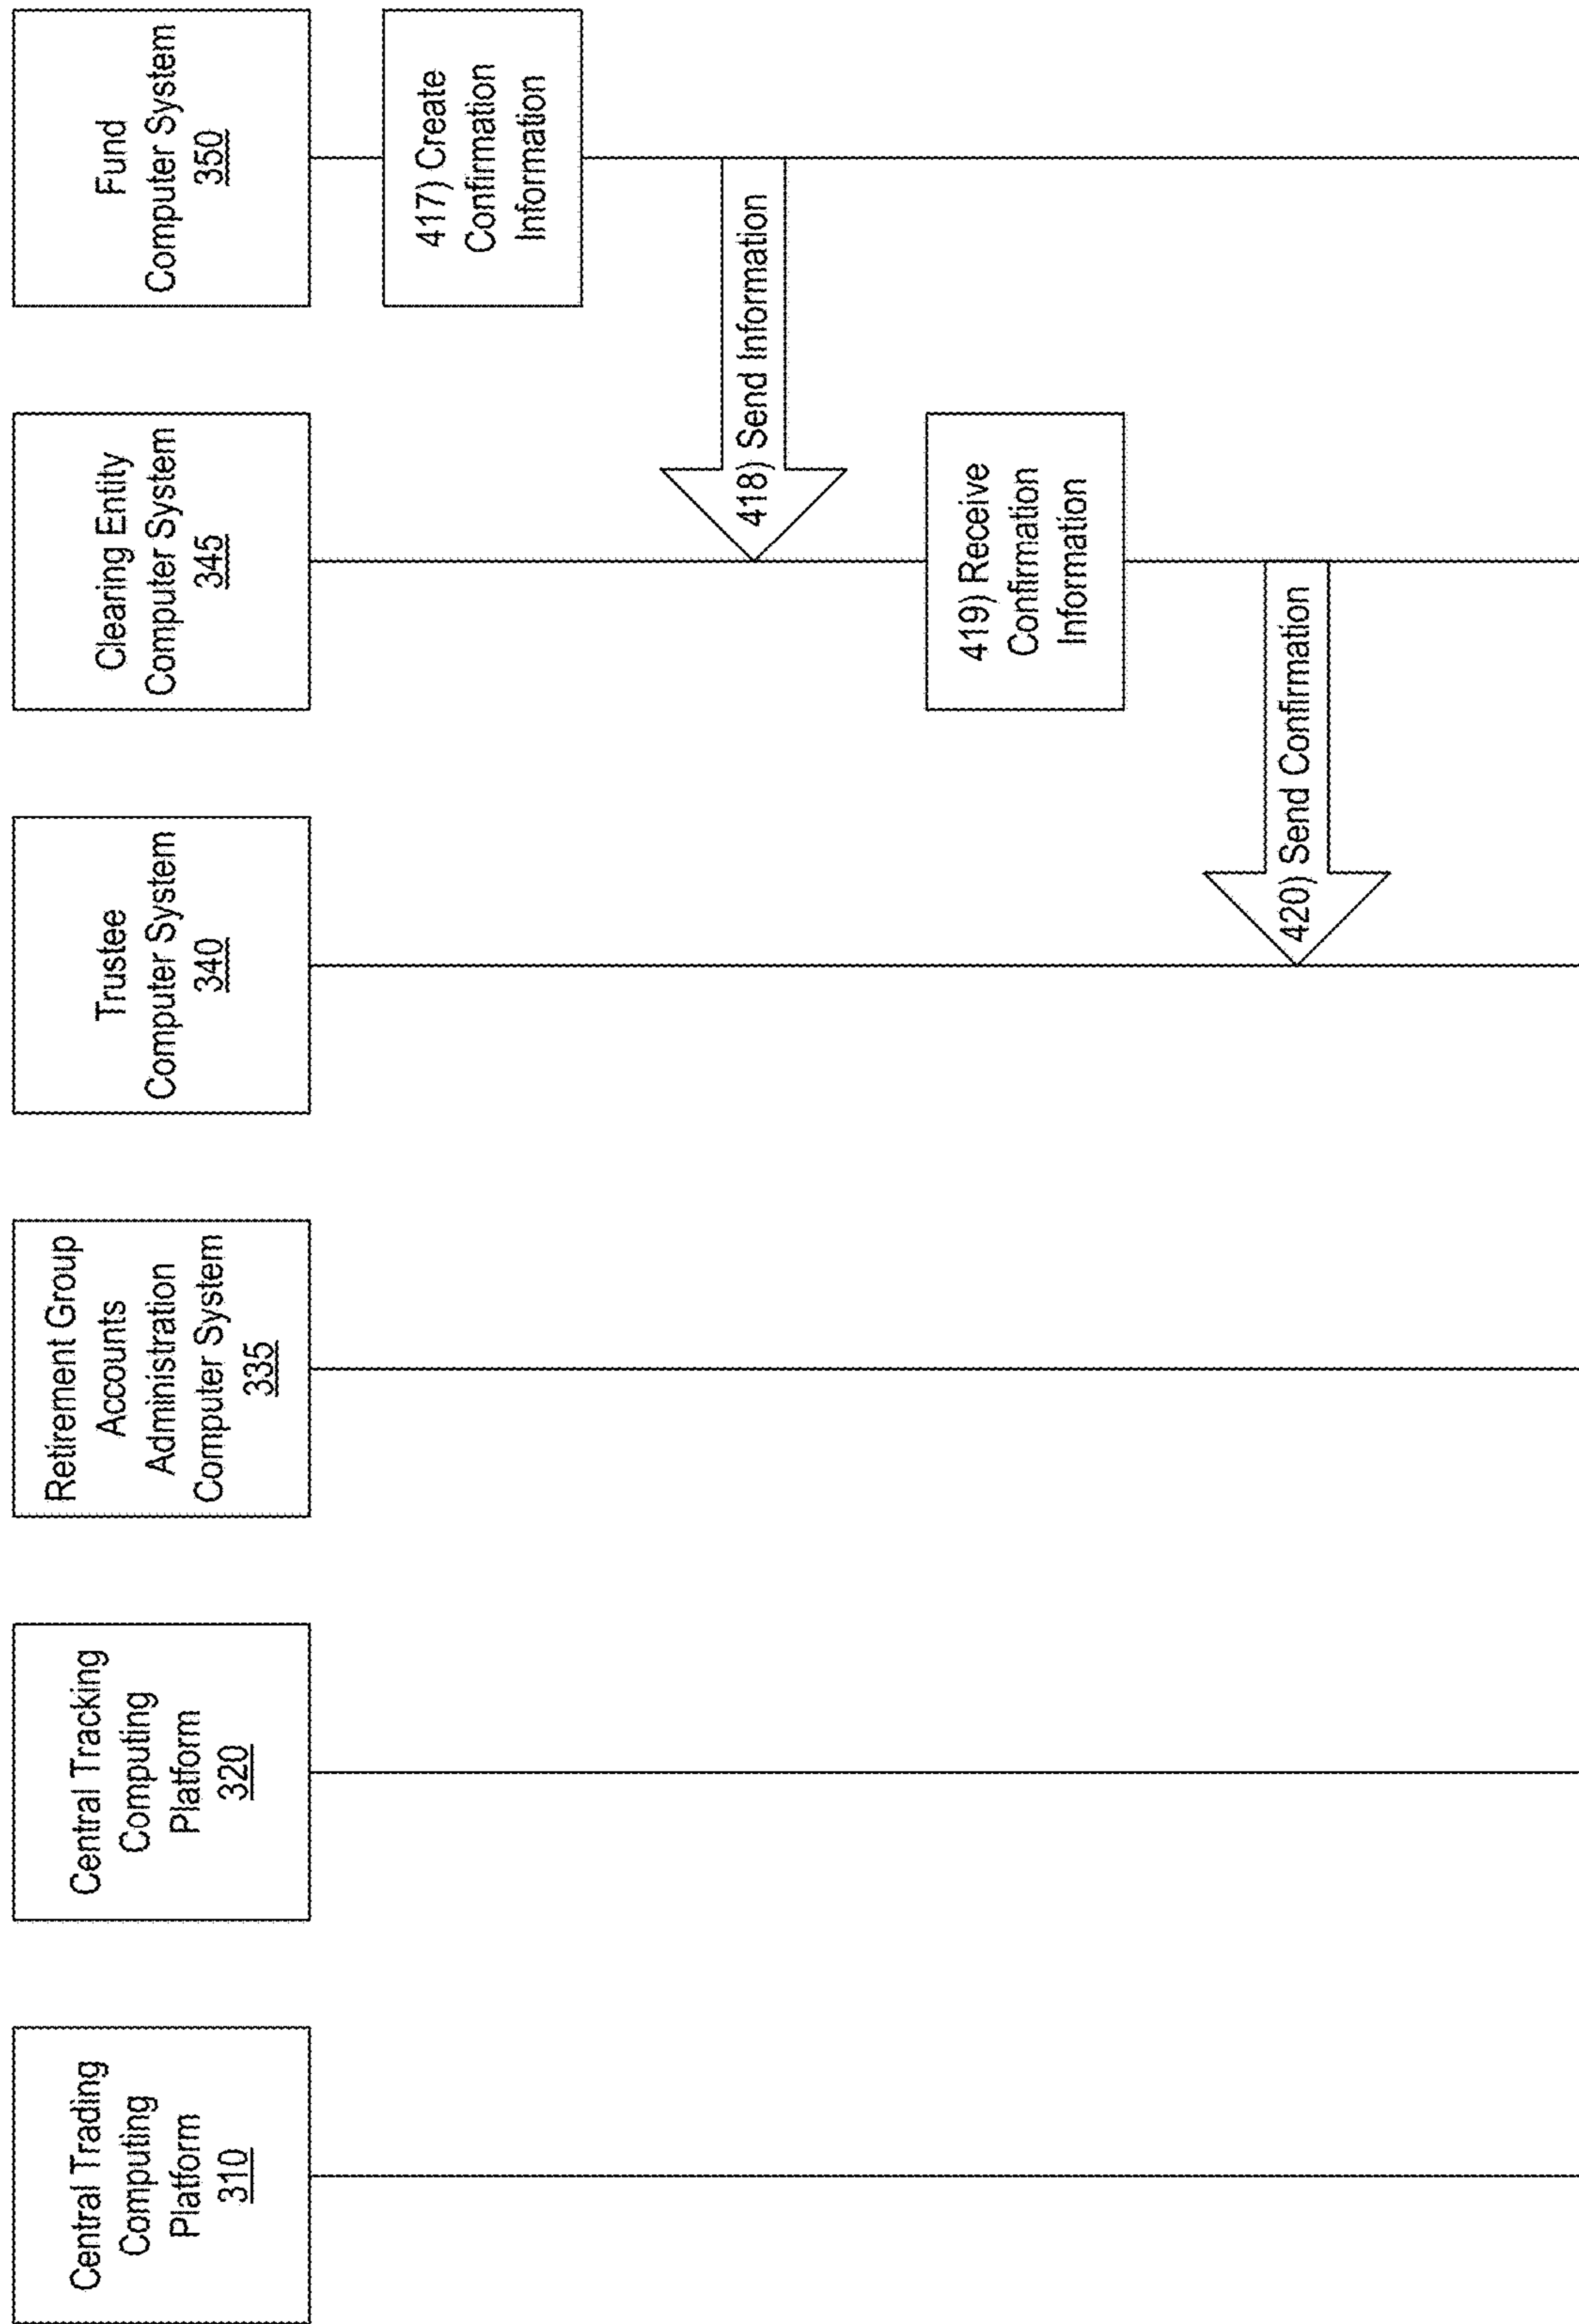 Central Trading
Computing
Platform
310
Central Tracking
Computing
Platform
320
Retirement Group
Accounts
Administration
Computer System
335
Trustee
Computer System
340
Clearing Entity
Computer System
345
Fund
Computer System
350
417) Create
Confirmation
Information
418) Send Information
419) Receive
Confirmation
Information
420) Send Confirmation